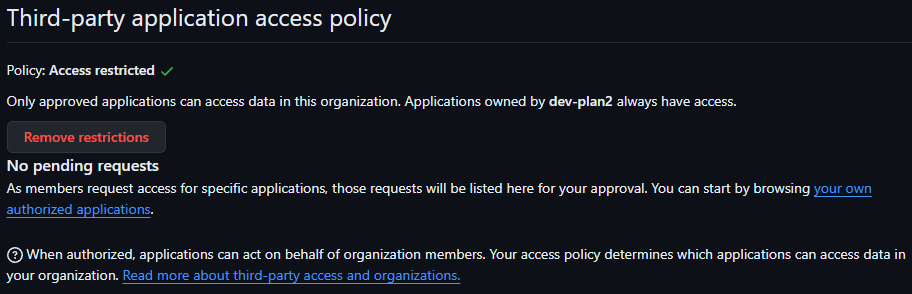 Third-party application access policy
Policy: Access restricted ✓
Only approved applications can access data in this organization. Applications owned by dev-plan2 always have access.
Remove restrictions
No pending requests
As members request access for specific applications, those requests will be listed here for your approval. You can start by browsing your own
authorized applications.
When authorized, applications can act on behalf of organization members. Your access policy determines which applications can access data in
your organization. Read more about third-party access and organizations.